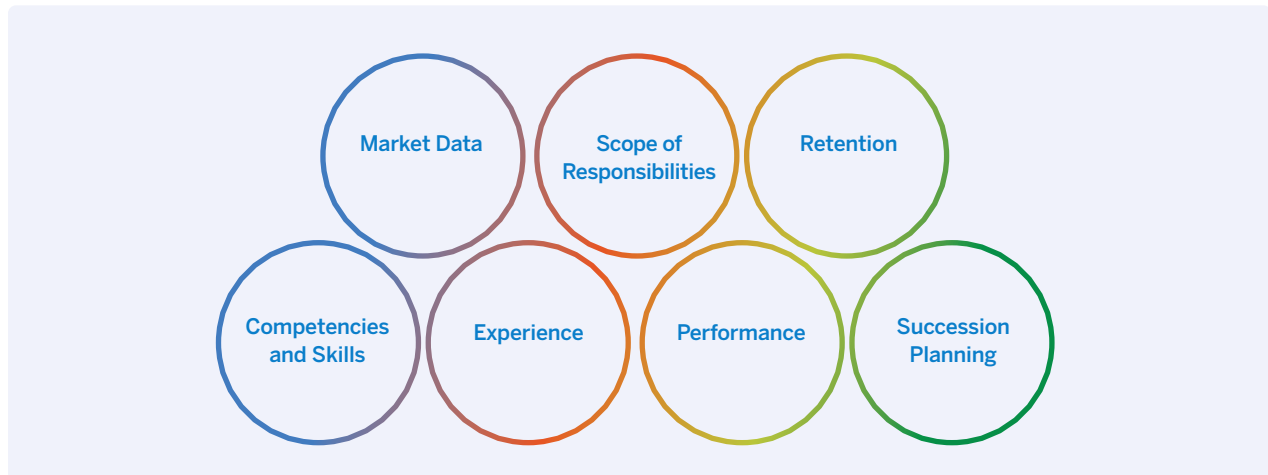 Market Data
Scope of
Responsibilities
Retention
Competencies
and Skills
Experience
Performance
Succession
Planning